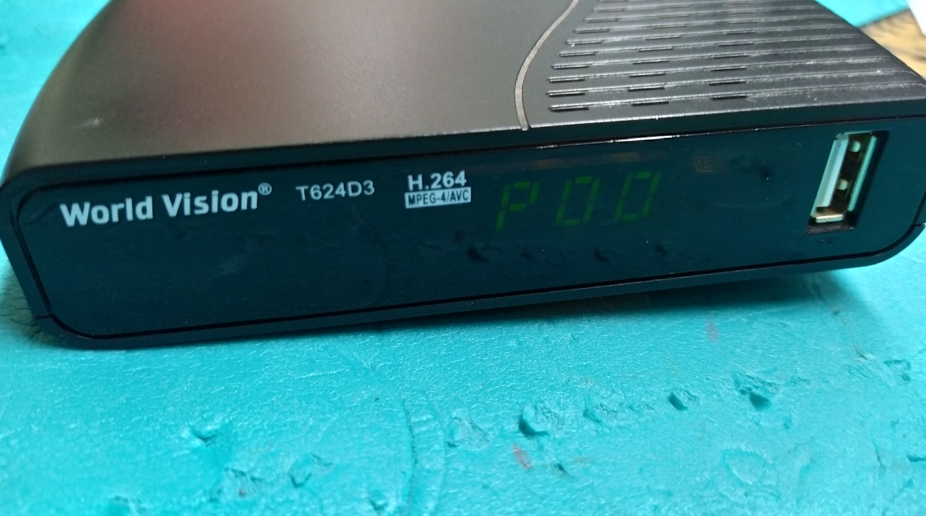 World Vision® T624D3 H.264
MPEG-4/AVC
P00